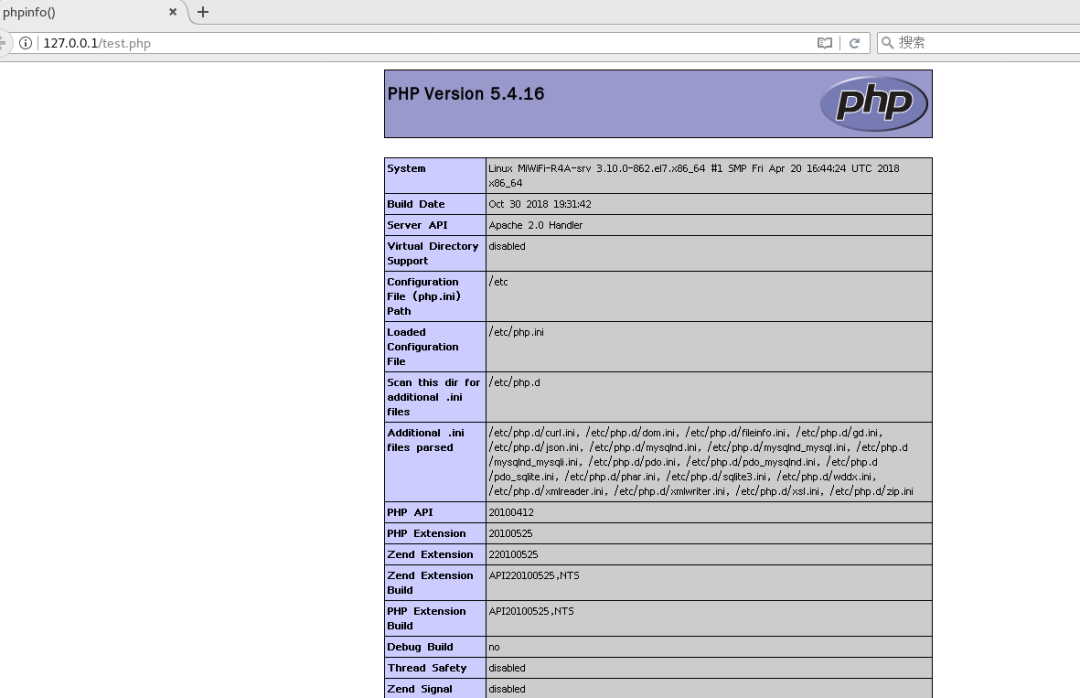 phpinfo()
127.0.0.1/test.php
搜索
PHP Version 5.4.16
php
System
Linux MiWiFi-R4A-srv 3.10.0-862.el7.x86_64 #1 SMP Fri Apr 20 16:44:24 UTC 2018
x86_64
Build Date
Oct 30 2018 19:31:42
Server API
Apache 2.0 Handler
Virtual Directory
Support
disabled
Configuration
File (php.ini)
Path
/etc
Loaded
Configuration
File
/etc/php.ini
Scan this dir for
additional .ini
files
/etc/php.d
Additional .ini
files parsed
/etc/php.d/curl.ini, /etc/php.d/dom.ini, /etc/php.d/fileinfo.ini, /etc/php.d/gd.ini,
/etc/php.d/json.ini, /etc/php.d/mysqlnd.ini, /etc/php.d/mysqlnd_mysql.ini, /etc/php.d
/mysqlnd_mysqli.ini, /etc/php.d/pdo.ini, /etc/php.d/pdo_mysqlnd.ini, /etc/php.d
/pdo_sqlite.ini, /etc/php.d/phar.ini, /etc/php.d/sqlite3.ini, /etc/php.d/wddx.ini,
/etc/php.d/xmlreader.ini, /etc/php.d/xmlwriter.ini, /etc/php.d/xsl.ini, /etc/php.d/zip.ini
PHP API
20100412
PHP Extension
20100525
Zend Extension
220100525
Zend Extension
Build
API220100525,NTS
PHP Extension
Build
API20100525,NTS
Debug Build
no
Thread Safety
disabled
Zend Signal
disabled